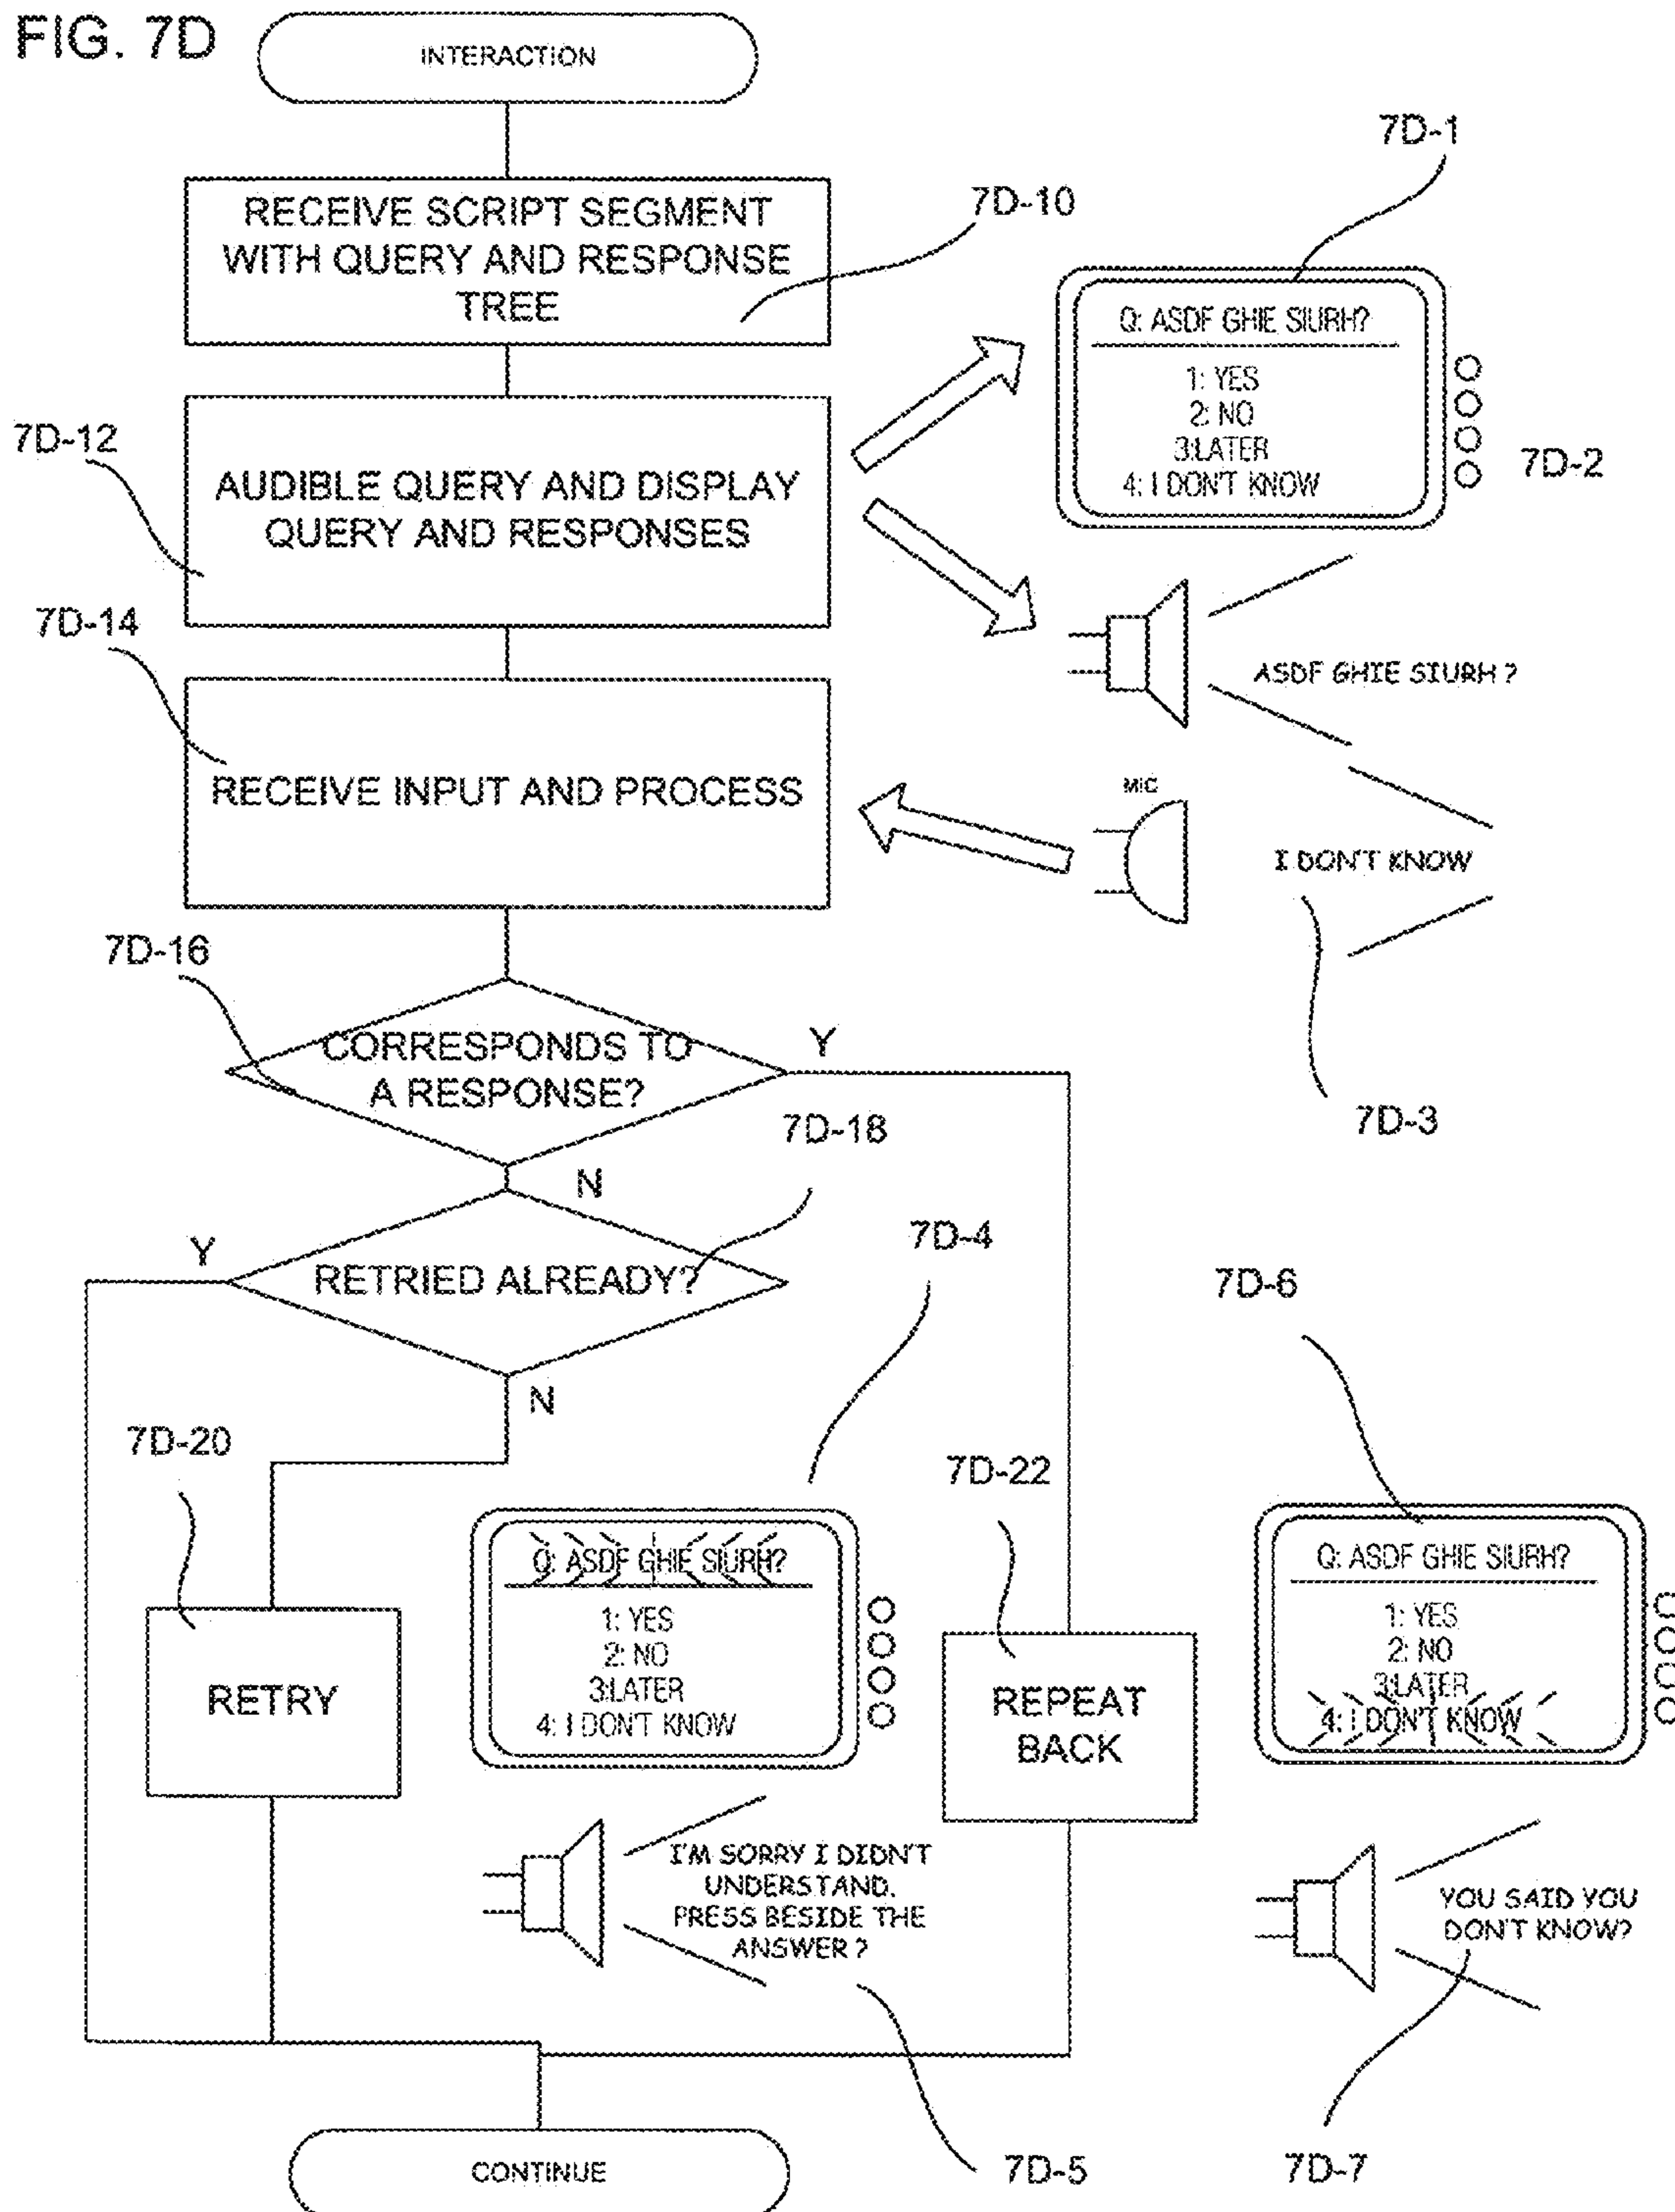 FIG. 7D
INTERACTION
7D-1
RECEIVE SCRIPT SEGMENT
WITH QUERY AND RESPONSE
TREE
7D-10
Q: ASDF GHIE SIURH?
1: YES
2: NO
3:LATER
4: I DON'T KNOW
7D-2
7D-12
AUDIBLE QUERY AND DISPLAY
QUERY AND RESPONSES
ASDF GHIE SIURH ?
7D-14
RECEIVE INPUT AND PROCESS
MIC
I DON'T KNOW
7D-3
7D-16
CORRESPONDS TO
A RESPONSE?
Y
N
7D-18
RETRIED ALREADY?
Y
N
7D-4
7D-6
7D-20
RETRY
Q: ASDF GHIE SIURH?
1: YES
2: NO
3:LATER
4: I DON'T KNOW
7D-22
REPEAT
BACK
Q: ASDF GHIE SIURH?
1: YES
2: NO
3:LATER
4: I DON'T KNOW
I'M SORRY I DIDN'T
UNDERSTAND.
PRESS BESIDE THE
ANSWER ?
YOU SAID YOU
DON'T KNOW?
7D-5
7D-7
CONTINUE